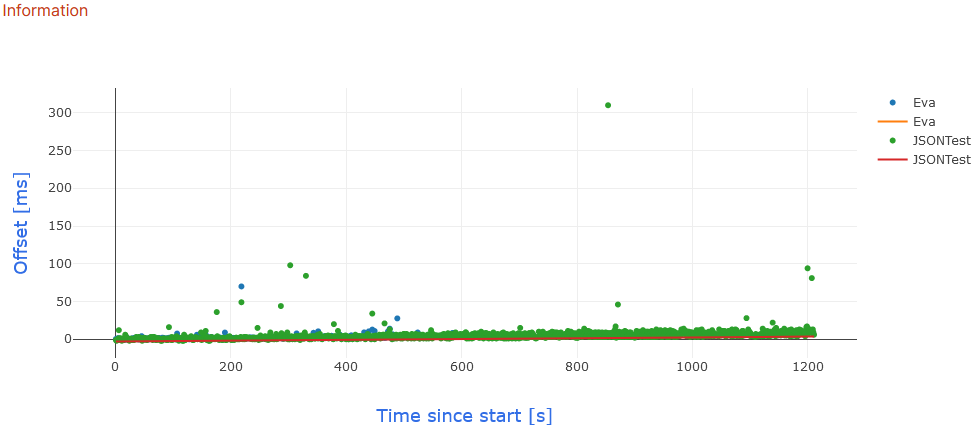 Information
300
250
200
150
100
50
0
Offset [ms]
0
200
400
600
800
1000
1200
Time since start [s]
Eva
Eva
JSONTest
JSONTest